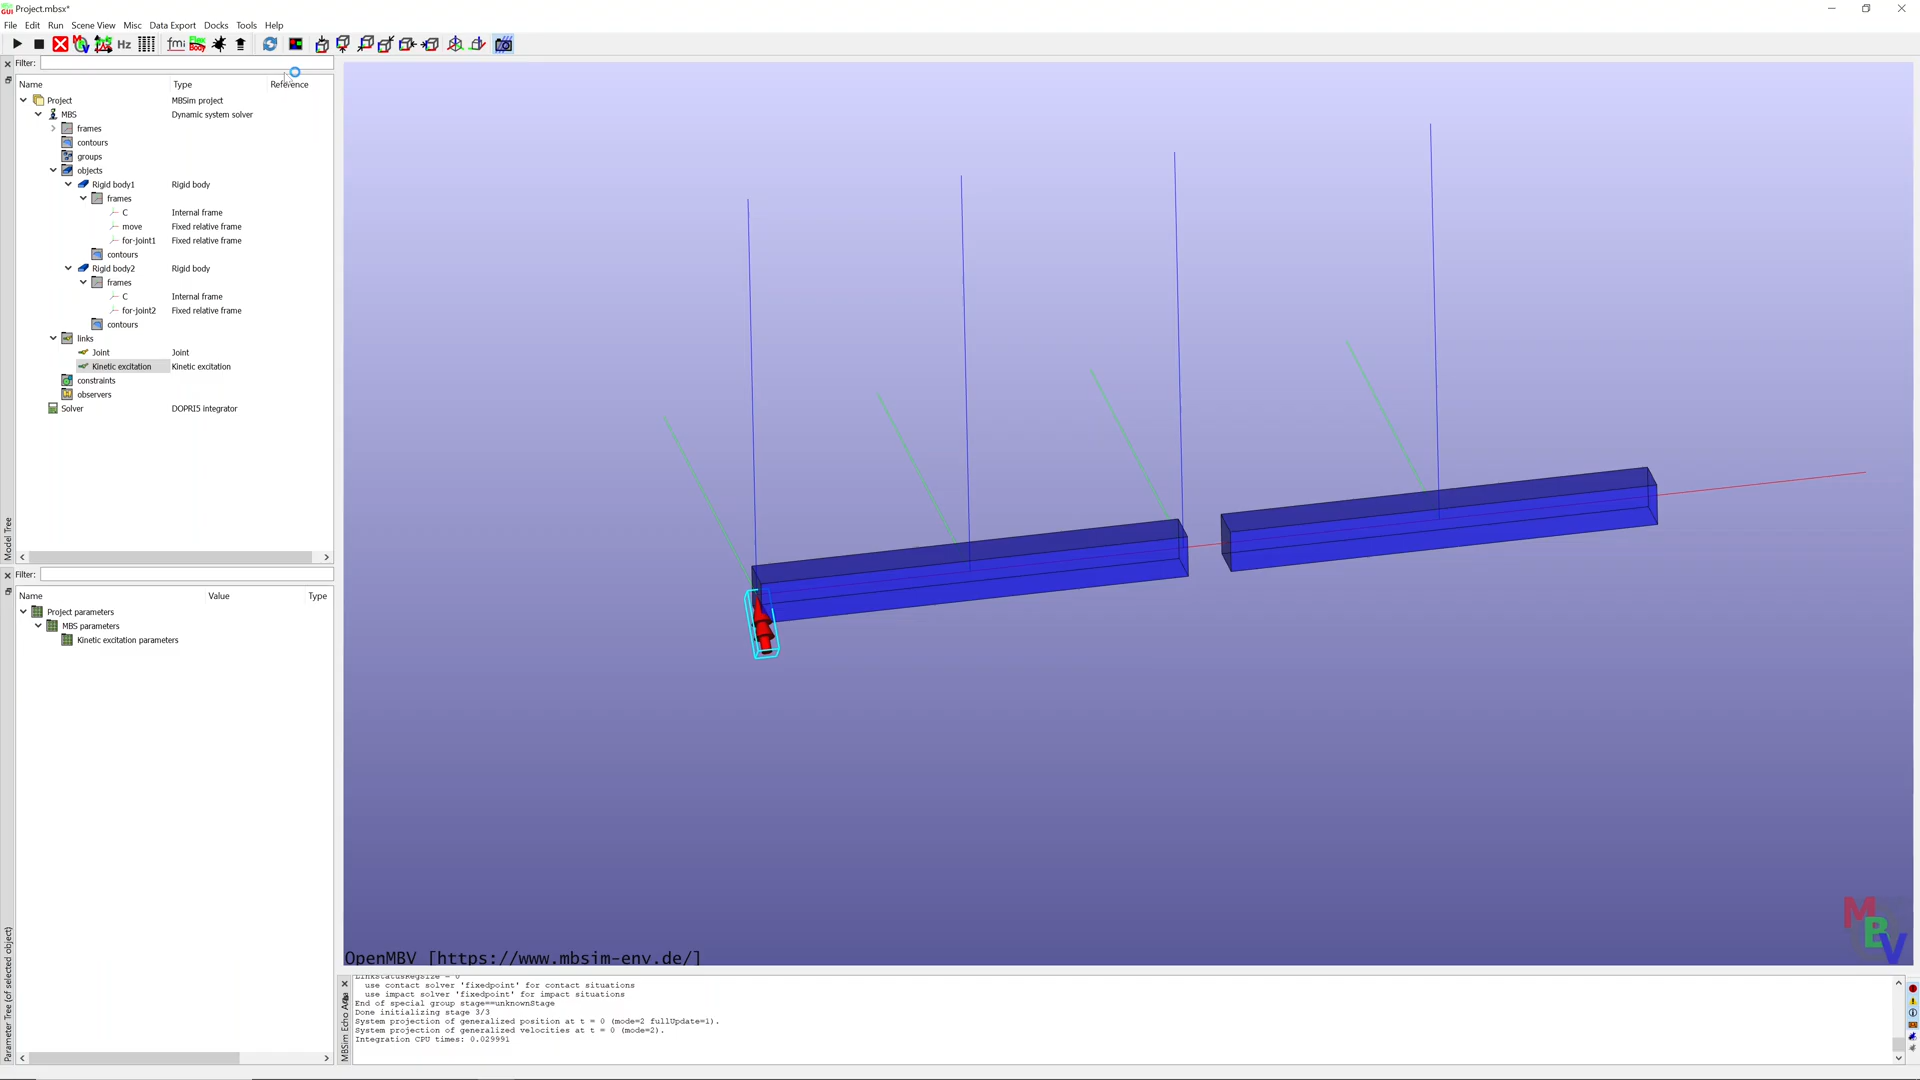 Project.mbsx*
File Edit Run Scene View Misc Data Export Docks Tools Help
Filter:
Name Type Reference
Project MBSim project
MBS Dynamic system solver
frames
contours
groups
objects
Rigid body1 Rigid body
frames
C Internal frame
move Fixed relative frame
for-joint1 Fixed relative frame
contours
Rigid body2 Rigid body
frames
C Internal frame
for-joint2 Fixed relative frame
contours
links
Joint Joint
Kinetic excitation Kinetic excitation
constraints
observers
Solver DOPRI5 integrator
Model Tree
Filter:
Name Value Type
Project parameters
MBS parameters
Kinetic excitation parameters
Parameter Tree (of selected object)
OpenMBV [https://www.mbsim-env.de/]
MBV
LinkStatusRegSize = 0
use contact solver 'fixedpoint' for contact situations
use impact solver 'fixedpoint' for impact situations
End of special group stage==unknownStage
Done initializing stage 3/3
System projection of generalized position at t = 0 (mode=2 fullUpdate=1).
System projection of generalized velocities at t = 0 (mode=2).
Integration CPU times: 0.029991
MBSim Echo Area